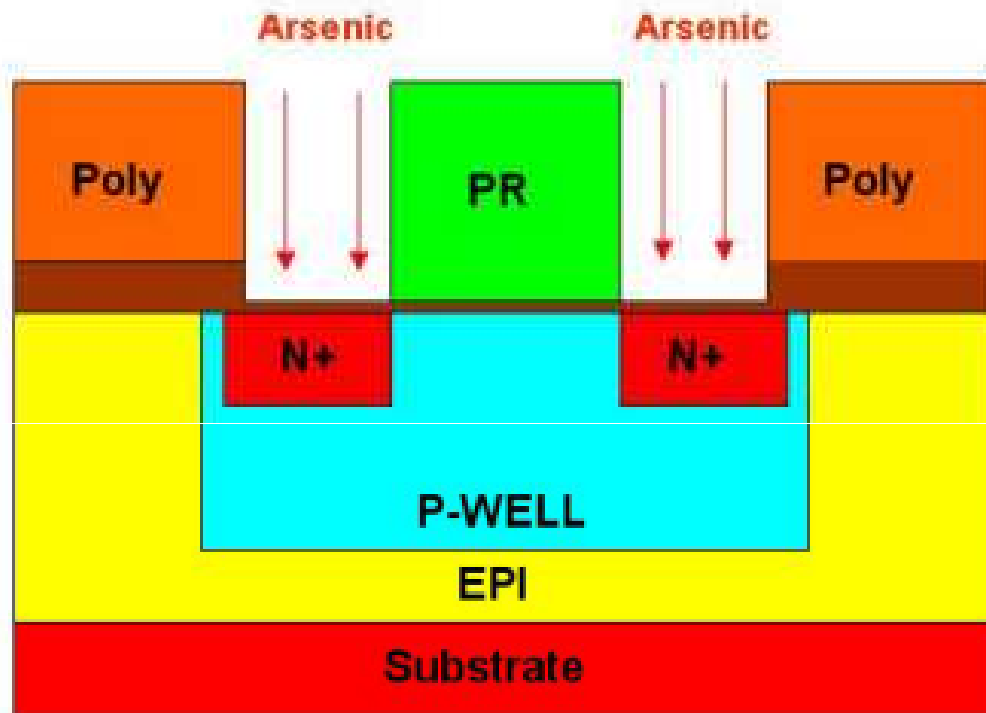 Arsenic Arsenic
Poly PR Poly
N+ N+
P-WELL
EPI
Substrate